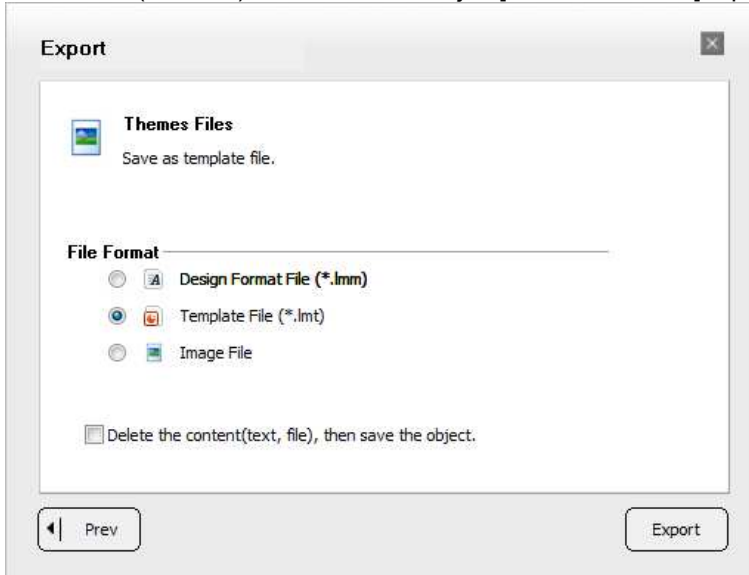 Export
Themes Files
Save as template file.
File Format
Design Format File (*.lmm)
Template File (*.lmt)
Image File
Delete the content(text, file), then save the object.
Prev
Export